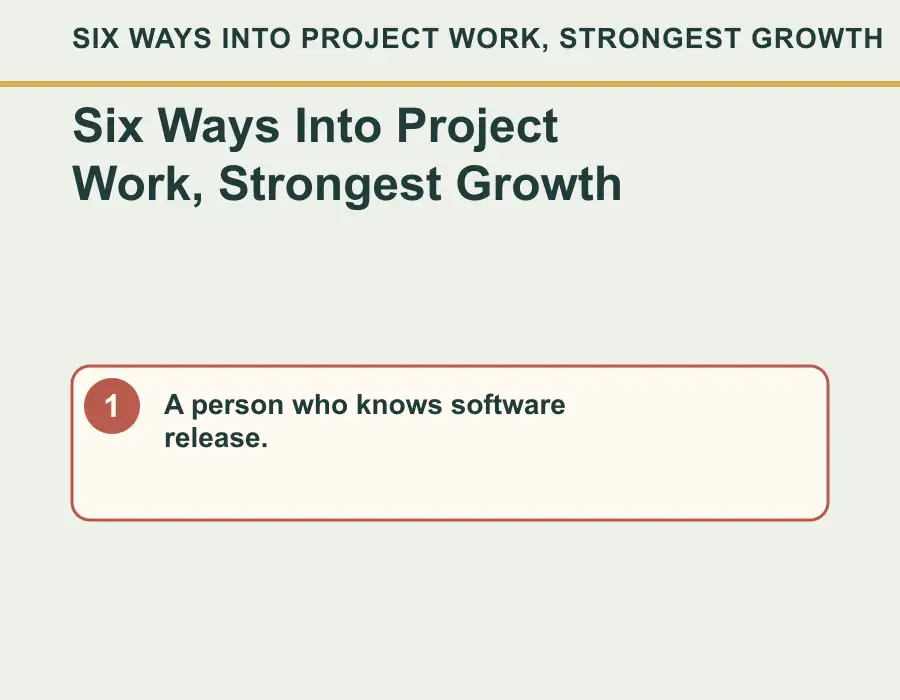 SIX WAYS INTO PROJECT WORK, STRONGEST GROWTH
Six Ways Into Project
Work, Strongest Growth
1
A person who knows software
release.